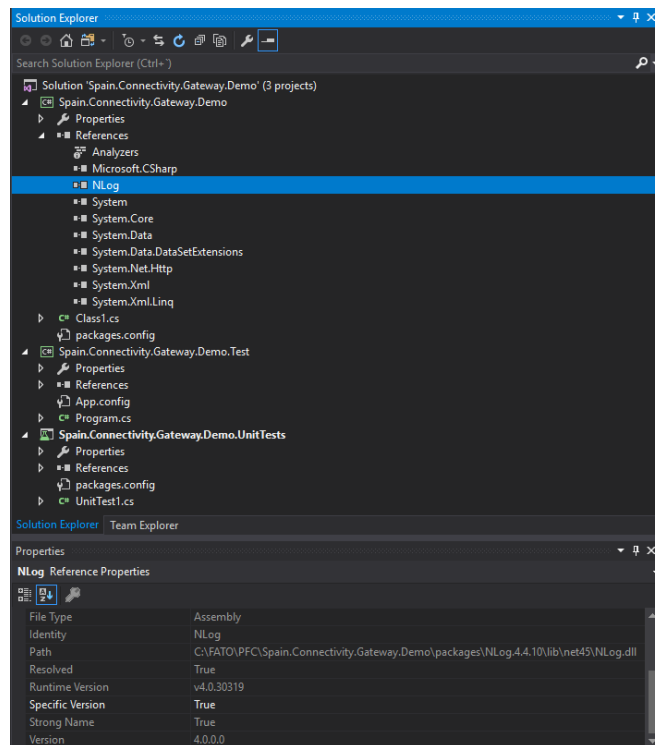 Solution Explorer
Search Solution Explorer (Ctrl+¨)
Solution 'Spain.Connectivity.Gateway.Demo' (3 projects)
C# Spain.Connectivity.Gateway.Demo
Properties
References
Analyzers
Microsoft.CSharp
NLog
System
System.Core
System.Data
System.Data.DataSetExtensions
System.Net.Http
System.Xml
System.Xml.Linq
C# Class1.cs
packages.config
C# Spain.Connectivity.Gateway.Demo.Test
Properties
References
App.config
C# Program.cs
Spain.Connectivity.Gateway.Demo.UnitTests
Properties
References
packages.config
C# UnitTest1.cs
Solution Explorer Team Explorer
Properties
NLog Reference Properties
File Type Assembly
Identity NLog
Path C:\FATO\PFC\Spain.Connectivity.Gateway.Demo\packages\NLog.4.4.10\lib\net45\NLog.dll
Resolved True
Runtime Version v4.0.30319
Specific Version True
Strong Name True
Version 4.0.0.0